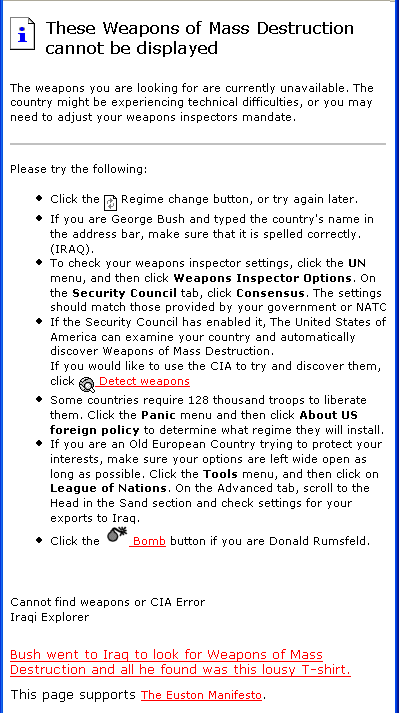 These Weapons of Mass Destruction
cannot be displayed
The weapons you are looking for are currently unavailable. The
country might be experiencing technical difficulties, or you may
need to adjust your weapons inspectors mandate.
Please try the following:
Click the Regime change button, or try again later.
If you are George Bush and typed the country's name in
the address bar, make sure that it is spelled correctly.
(IRAQ).
To check your weapons inspector settings, click the UN
menu, and then click Weapons Inspector Options. On
the Security Council tab, click Consensus. The settings
should match those provided by your government or NATO
If the Security Council has enabled it, The United States of
America can examine your country and automatically
discover Weapons of Mass Destruction.
If you would like to use the CIA to try and discover them,
click Detect weapons
Some countries require 128 thousand troops to liberate
them. Click the Panic menu and then click About US
foreign policy to determine what regime they will install.
If you are an Old European Country trying to protect your
interests, make sure your options are left wide open as
long as possible. Click the Tools menu, and then click on
League of Nations. On the Advanced tab, scroll to the
Head in the Sand section and check settings for your
exports to Iraq.
Click the Bomb button if you are Donald Rumsfeld.
Cannot find weapons or CIA Error
Iraqi Explorer
Bush went to Iraq to look for Weapons of Mass
Destruction and all he found was this lousy T-shirt.
This page supports The Euston Manifesto.